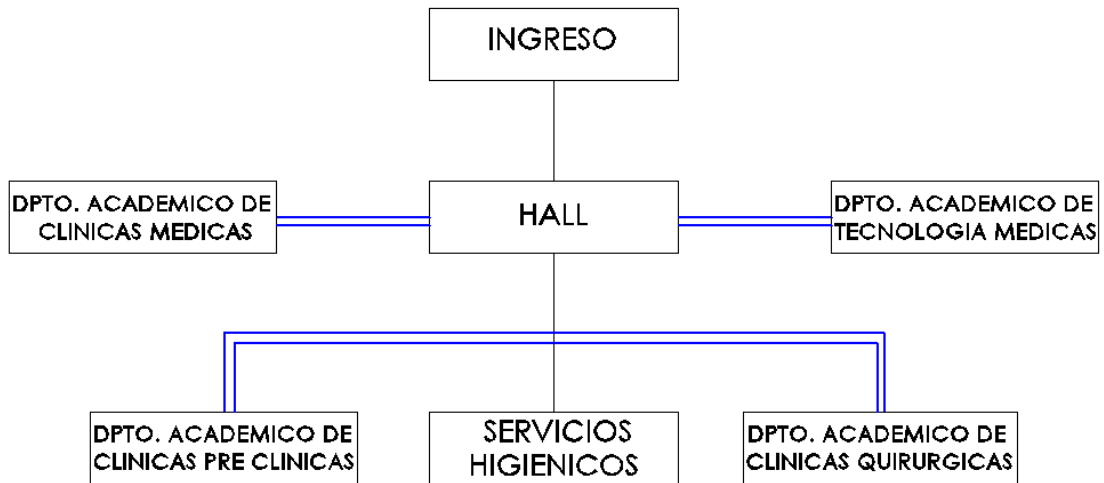 INGRESO
DPTO. ACADEMICO DE
CLINICAS MEDICAS
HALL
DPTO. ACADEMICO DE
TECNOLOGIA MEDICAS
DPTO. ACADEMICO DE
CLINICAS PRE CLINICAS
SERVICIOS
HIGIENICOS
DPTO. ACADEMICO DE
CLINICAS QUIRURGICAS